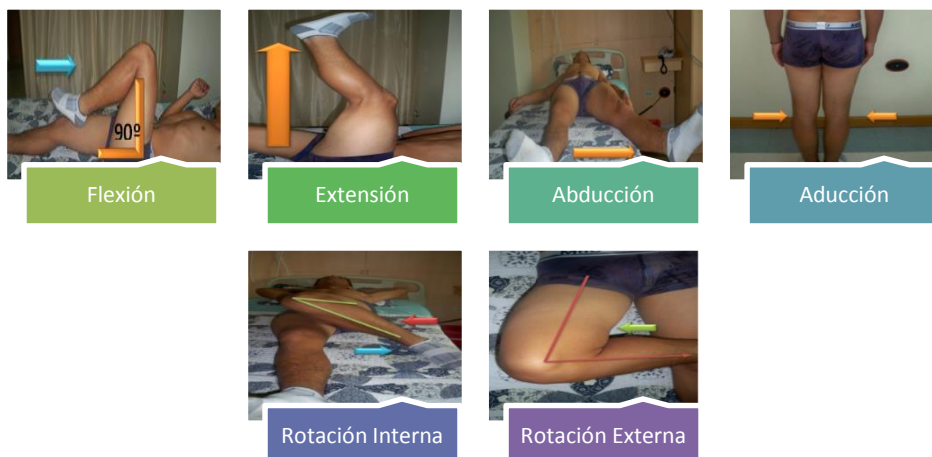 90º
Flexión
Extensión
Abducción
Aducción
Rotación Interna
Rotación Externa